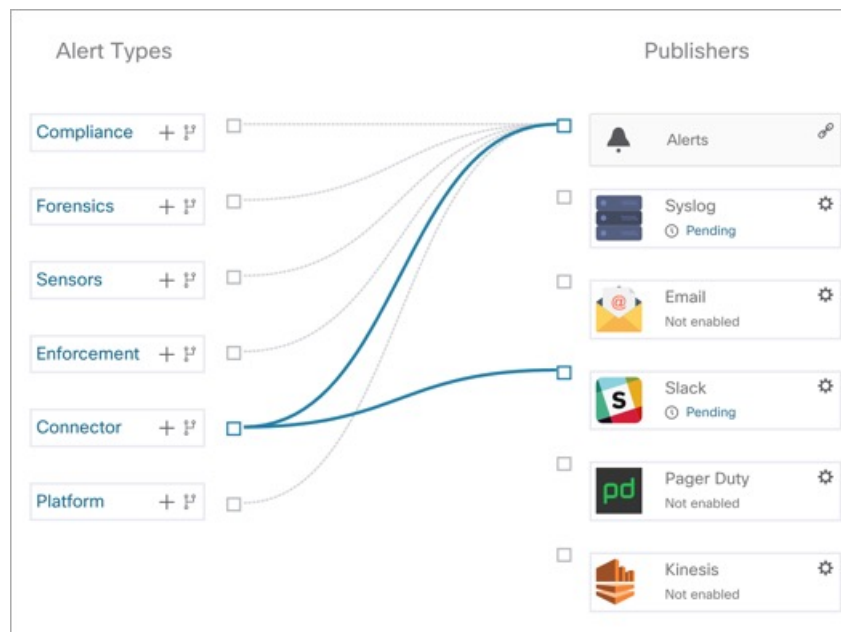 Alert Types
Publishers
Compliance
Forensics
Sensors
Enforcement
Connector
Platform
Alerts
Syslog
Pending
@
Email
Not enabled
S
Slack
Pending
pd
Pager Duty
Not enabled
Kinesis
Not enabled